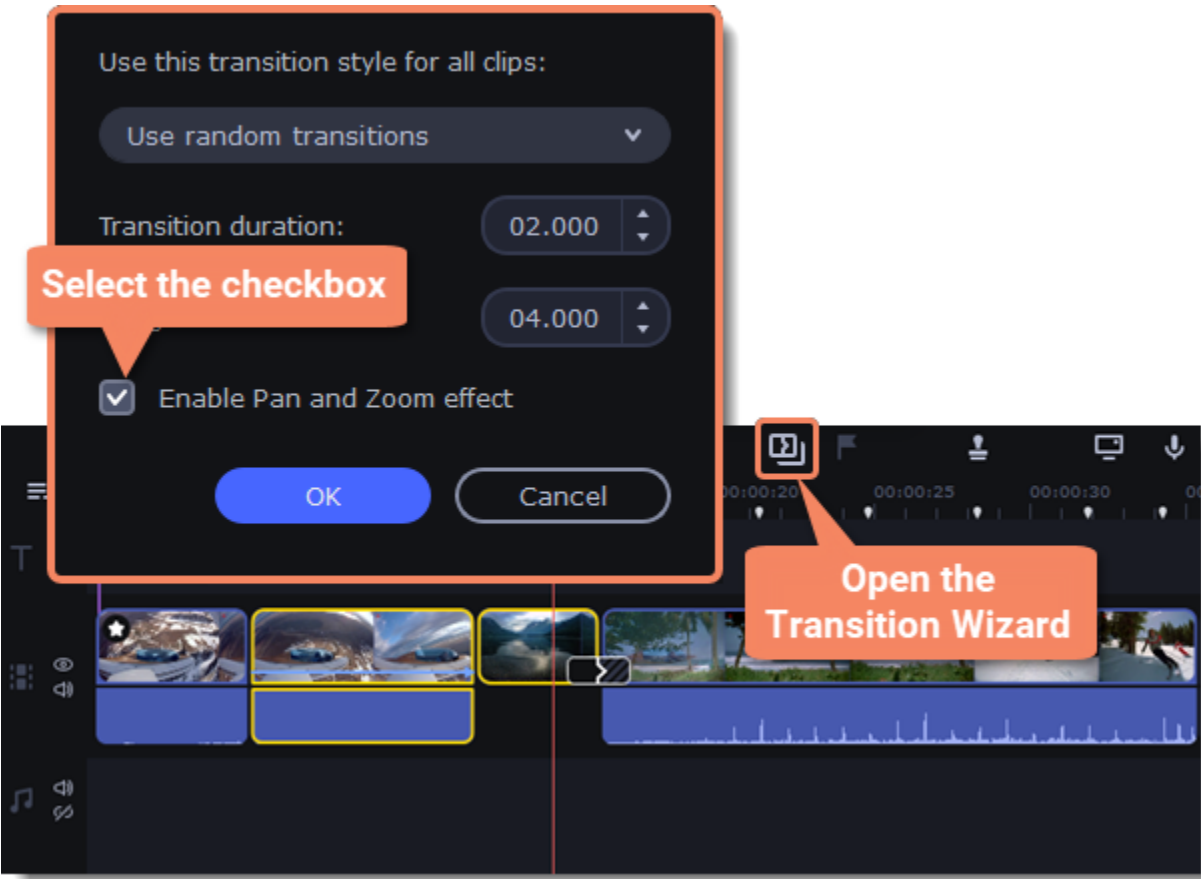 Use this transition style for all clips:
Use random transitions
Transition duration:
02.000
Select the checkbox
04.000
Enable Pan and Zoom effect
OK
Cancel
00:00:20
00:00:25
00:00:30
Open the
Transition Wizard